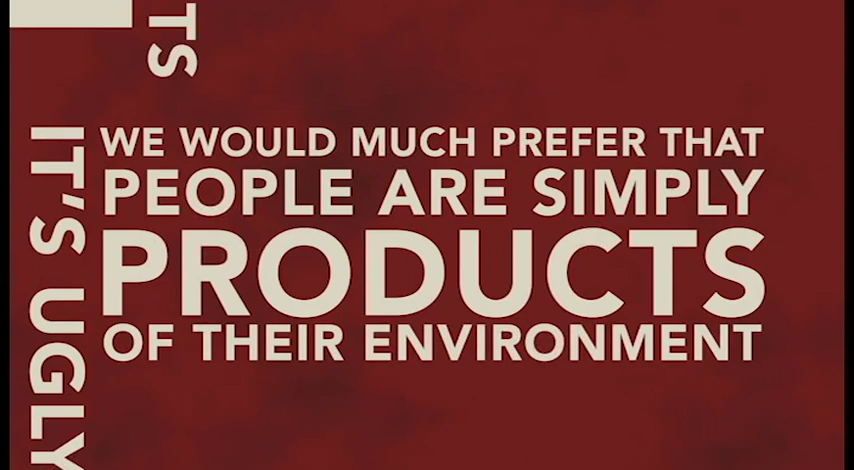 TS
IT'S UGLY
WE WOULD MUCH PREFER THAT
PEOPLE ARE SIMPLY
PRODUCTS
OF THEIR ENVIRONMENT